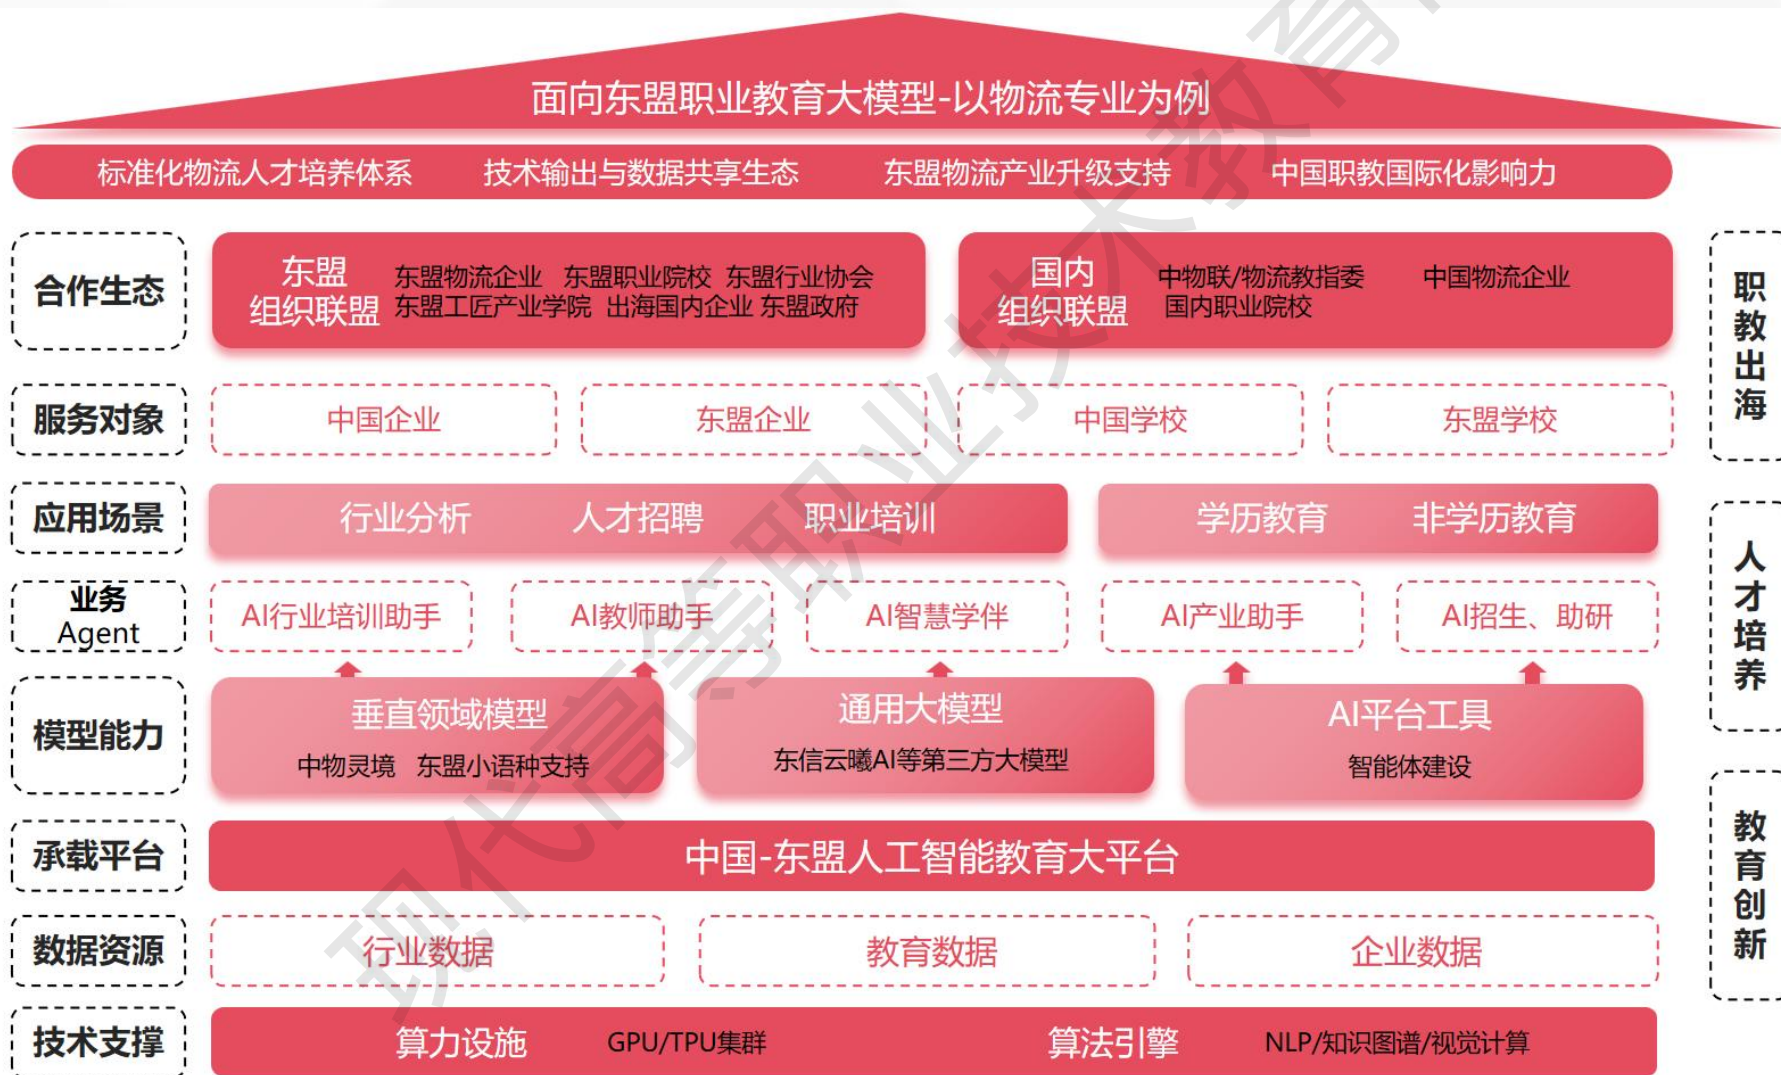 面向东盟职业教育大模型-以物流专业为例
标准化物流人才培养体系 技术输出与数据共享生态 东盟物流产业升级支持 中国职教国际化影响力
合作生态
东盟
组织联盟
东盟物流企业 东盟职业院校 东盟行业协会
东盟工匠产业学院 出海国内企业 东盟政府
国内
组织联盟
中物联/物流教指委 中国物流企业
国内职业院校
服务对象
中国企业 东盟企业 中国学校 东盟学校
应用场景
行业分析 人才招聘 职业培训 学历教育 非学历教育
业务
Agent
AI行业培训助手 AI教师助手 AI智慧学伴 AI产业助手 AI招生、助研
模型能力
垂直领域模型
中物灵境 东盟小语种支持
通用大模型
东信云曦AI等第三方大模型
AI平台工具
智能体建设
承载平台
中国-东盟人工智能教育大平台
数据资源
行业数据 教育数据 企业数据
技术支撑
算力设施 GPU/TPU集群 算法引擎 NLP/知识图谱/视觉计算
职教出海
人才培养
教育创新
现代高等职业技术教育